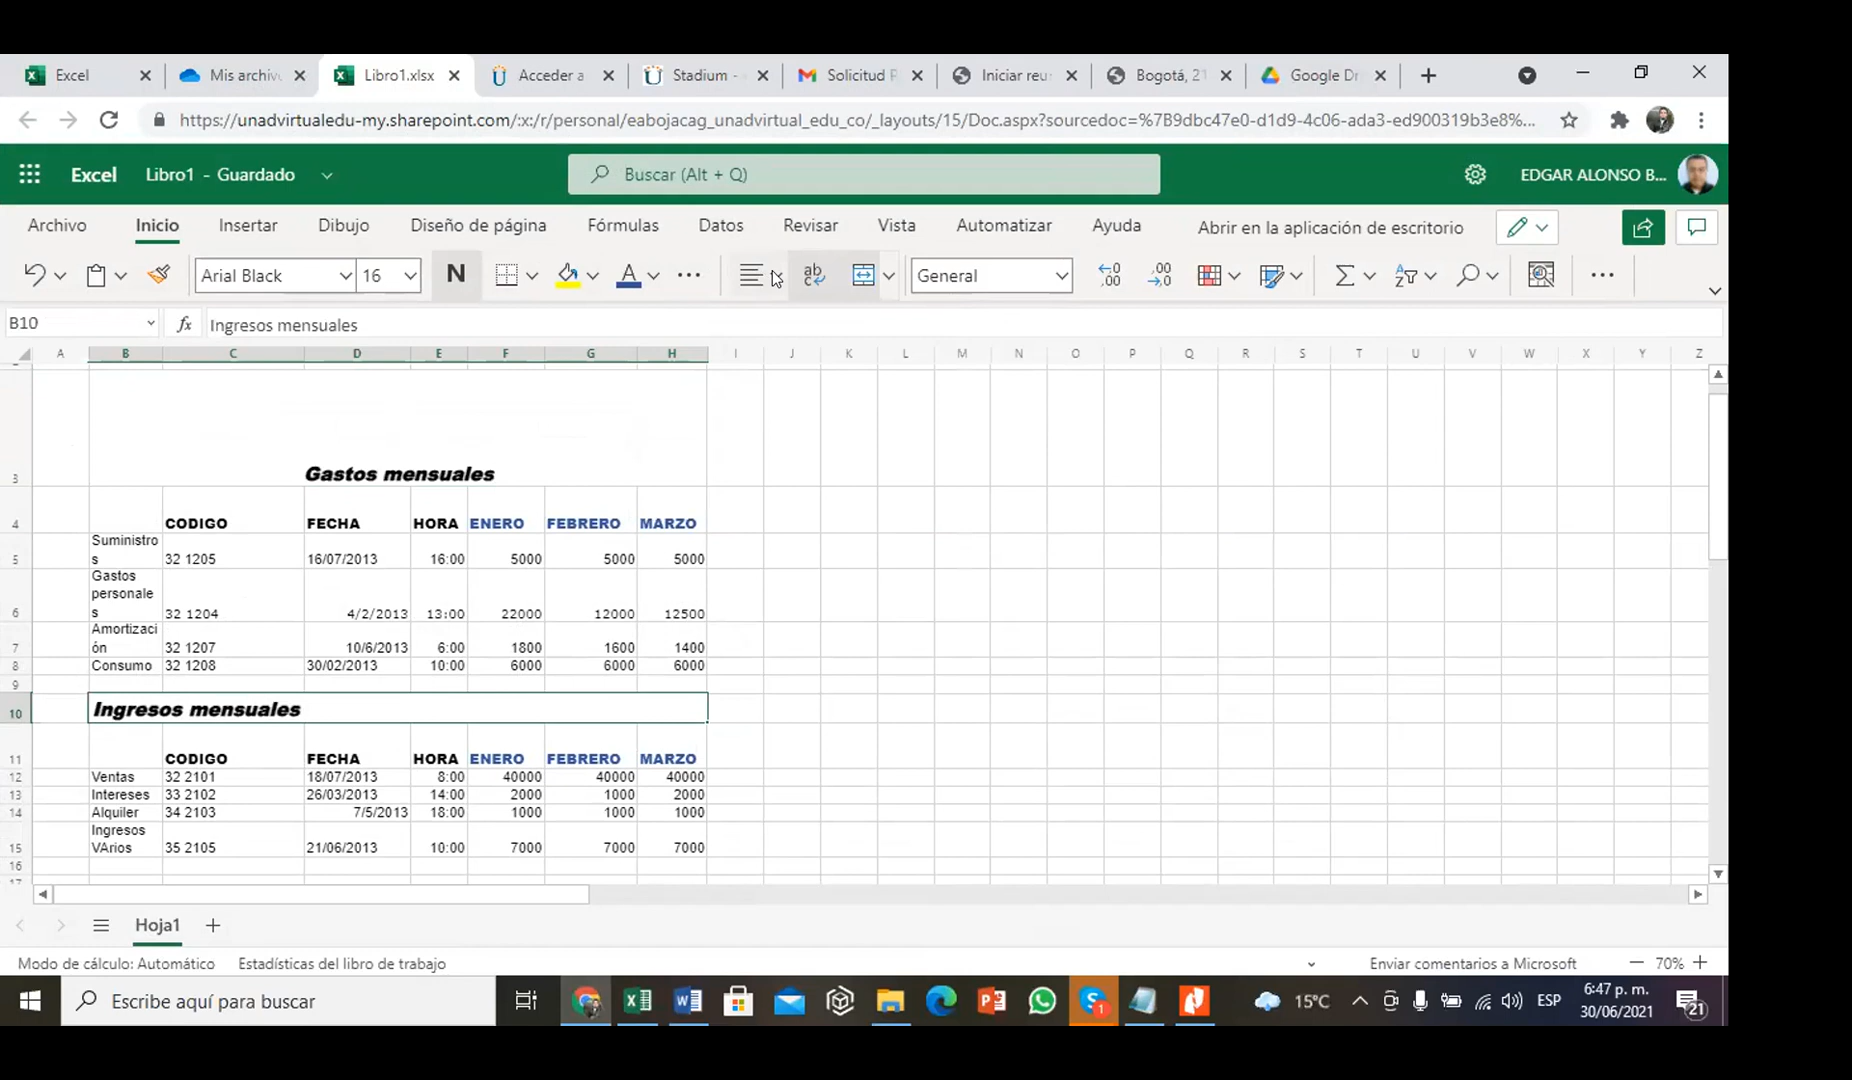 Excel
Mis archiv
Libro1.xlsx
Acceder a
Stadium -
Solicitud P
Iniciar reu
Bogotá, 21
Google Dr
https://unadvirtualedu-my.sharepoint.com/:x:/r/personal/eabojacag_unadvirtual_edu_co/_layouts/15/Doc.aspx?sourcedoc=%7B9dbc47e0-d1d9-4c06-ada3-ed900319b3e8%...
Excel Libro1 - Guardado
Buscar (Alt + Q)
EDGAR ALONSO B...
Archivo Inicio Insertar Dibujo Diseño de página Fórmulas Datos Revisar Vista Automatizar Ayuda Abrir en la aplicación de escritorio
Arial Black 16 N A ab General
B10 fx Ingresos mensuales
A B C D E F G H I J K L M N O P Q R S T U V W X Y Z
3 Gastos mensuales
4 CODIGO FECHA HORA ENERO FEBRERO MARZO
Suministro
5 s 32 1205 16/07/2013 16:00 5000 5000 5000
Gastos
personale
6 s 32 1204 4/2/2013 13:00 22000 12000 12500
Amortizaci
7 ón 32 1207 10/6/2013 6:00 1800 1600 1400
8 Consumo 32 1208 30/02/2013 10:00 6000 6000 6000
9
10 Ingresos mensuales
11 CODIGO FECHA HORA ENERO FEBRERO MARZO
12 Ventas 32 2101 18/07/2013 8:00 40000 40000 40000
13 Intereses 33 2102 26/03/2013 14:00 2000 1000 2000
14 Alquiler 34 2103 7/5/2013 18:00 1000 1000 1000
Ingresos
15 VArios 35 2105 21/06/2013 10:00 7000 7000 7000
16
17
Hoja1
Modo de cálculo: Automático Estadísticas del libro de trabajo Enviar comentarios a Microsoft 70%
Escribe aquí para buscar
15°C
ESP
6:47 p. m.
30/06/2021
21